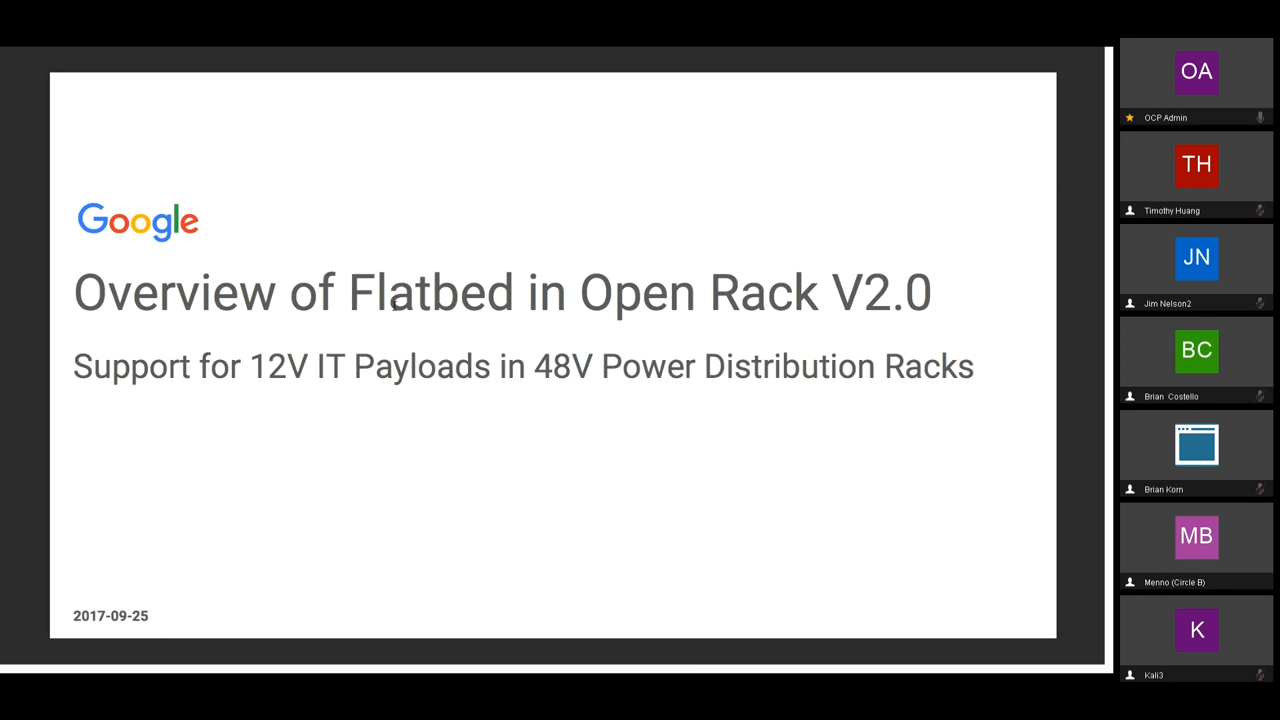 Google
Overview of Flatbed in Open Rack V2.0
Support for 12V IT Payloads in 48V Power Distribution Racks
2017-09-25
OA
OCP Admin
TH
Timothy Huang
JN
Jim Nelson2
BC
Brian Costello
Brian Korn
MB
Menno (Circle B)
K
Kali3